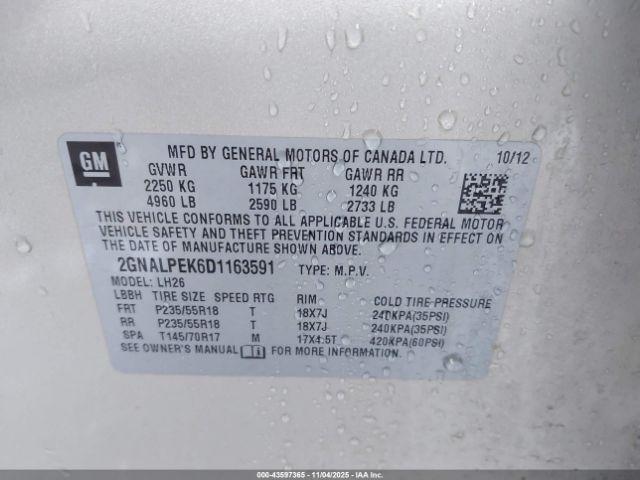 GM
MFD BY GENERAL MOTORS OF CANADA LTD. 10/12
GVWR GAWR FRT GAWR RR
2250 KG 1175 KG 1240 KG
4960 LB 2590 LB 2733 LB
THIS VEHICLE CONFORMS TO ALL APPLICABLE U.S. FEDERAL MOTOR
VEHICLE SAFETY AND THEFT PREVENTION STANDARDS IN EFFECT ON
THE DATE OF MANUFACTURE SHOWN ABOVE.
2GNALPEK6D1163591 TYPE: M.P.V.
MODEL: LH26
LBBH TIRE SIZE SPEED RTG RIM COLD TIRE PRESSURE
FRT P235/55R18 T 18X7J 240KPA(35PSI)
RR P235/55R18 T 18X7J 240KPA(35PSI)
SPA T145/70R17 M 17X4.5T 420KPA(60PSI)
SEE OWNER'S MANUAL FOR MORE INFORMATION.
000-43597365 - 11/04/2025 - IAAI.COM